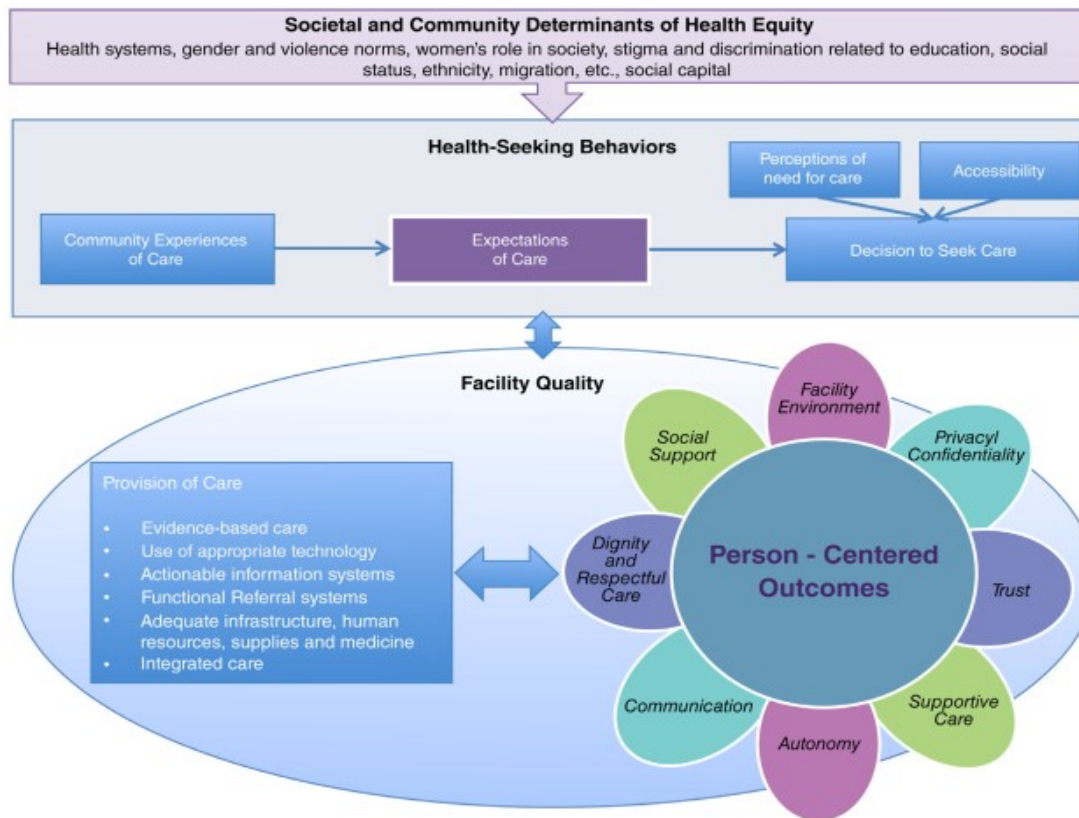 Societal and Community Determinants of Health Equity
Health systems, gender and violence norms, women's role in society, stigma and discrimination related to education, social
status, ethnicity, migration, etc., social capital
Health-Seeking Behaviors
Perceptions of
need for care
Accessibility
Community Experiences
of Care
Expectations
of Care
Decision to Seek Care
Facility Quality
Provision of Care
• Evidence-based care
• Use of appropriate technology
• Actionable information systems
• Functional Referral systems
• Adequate infrastructure, human
resources, supplies and medicine
• Integrated care
Facility
Environment
Social
Support
Privacyl
Confidentiality
Dignity
and
Respectful
Care
Person - Centered
Outcomes
Trust
Communication
Supportive
Care
Autonomy